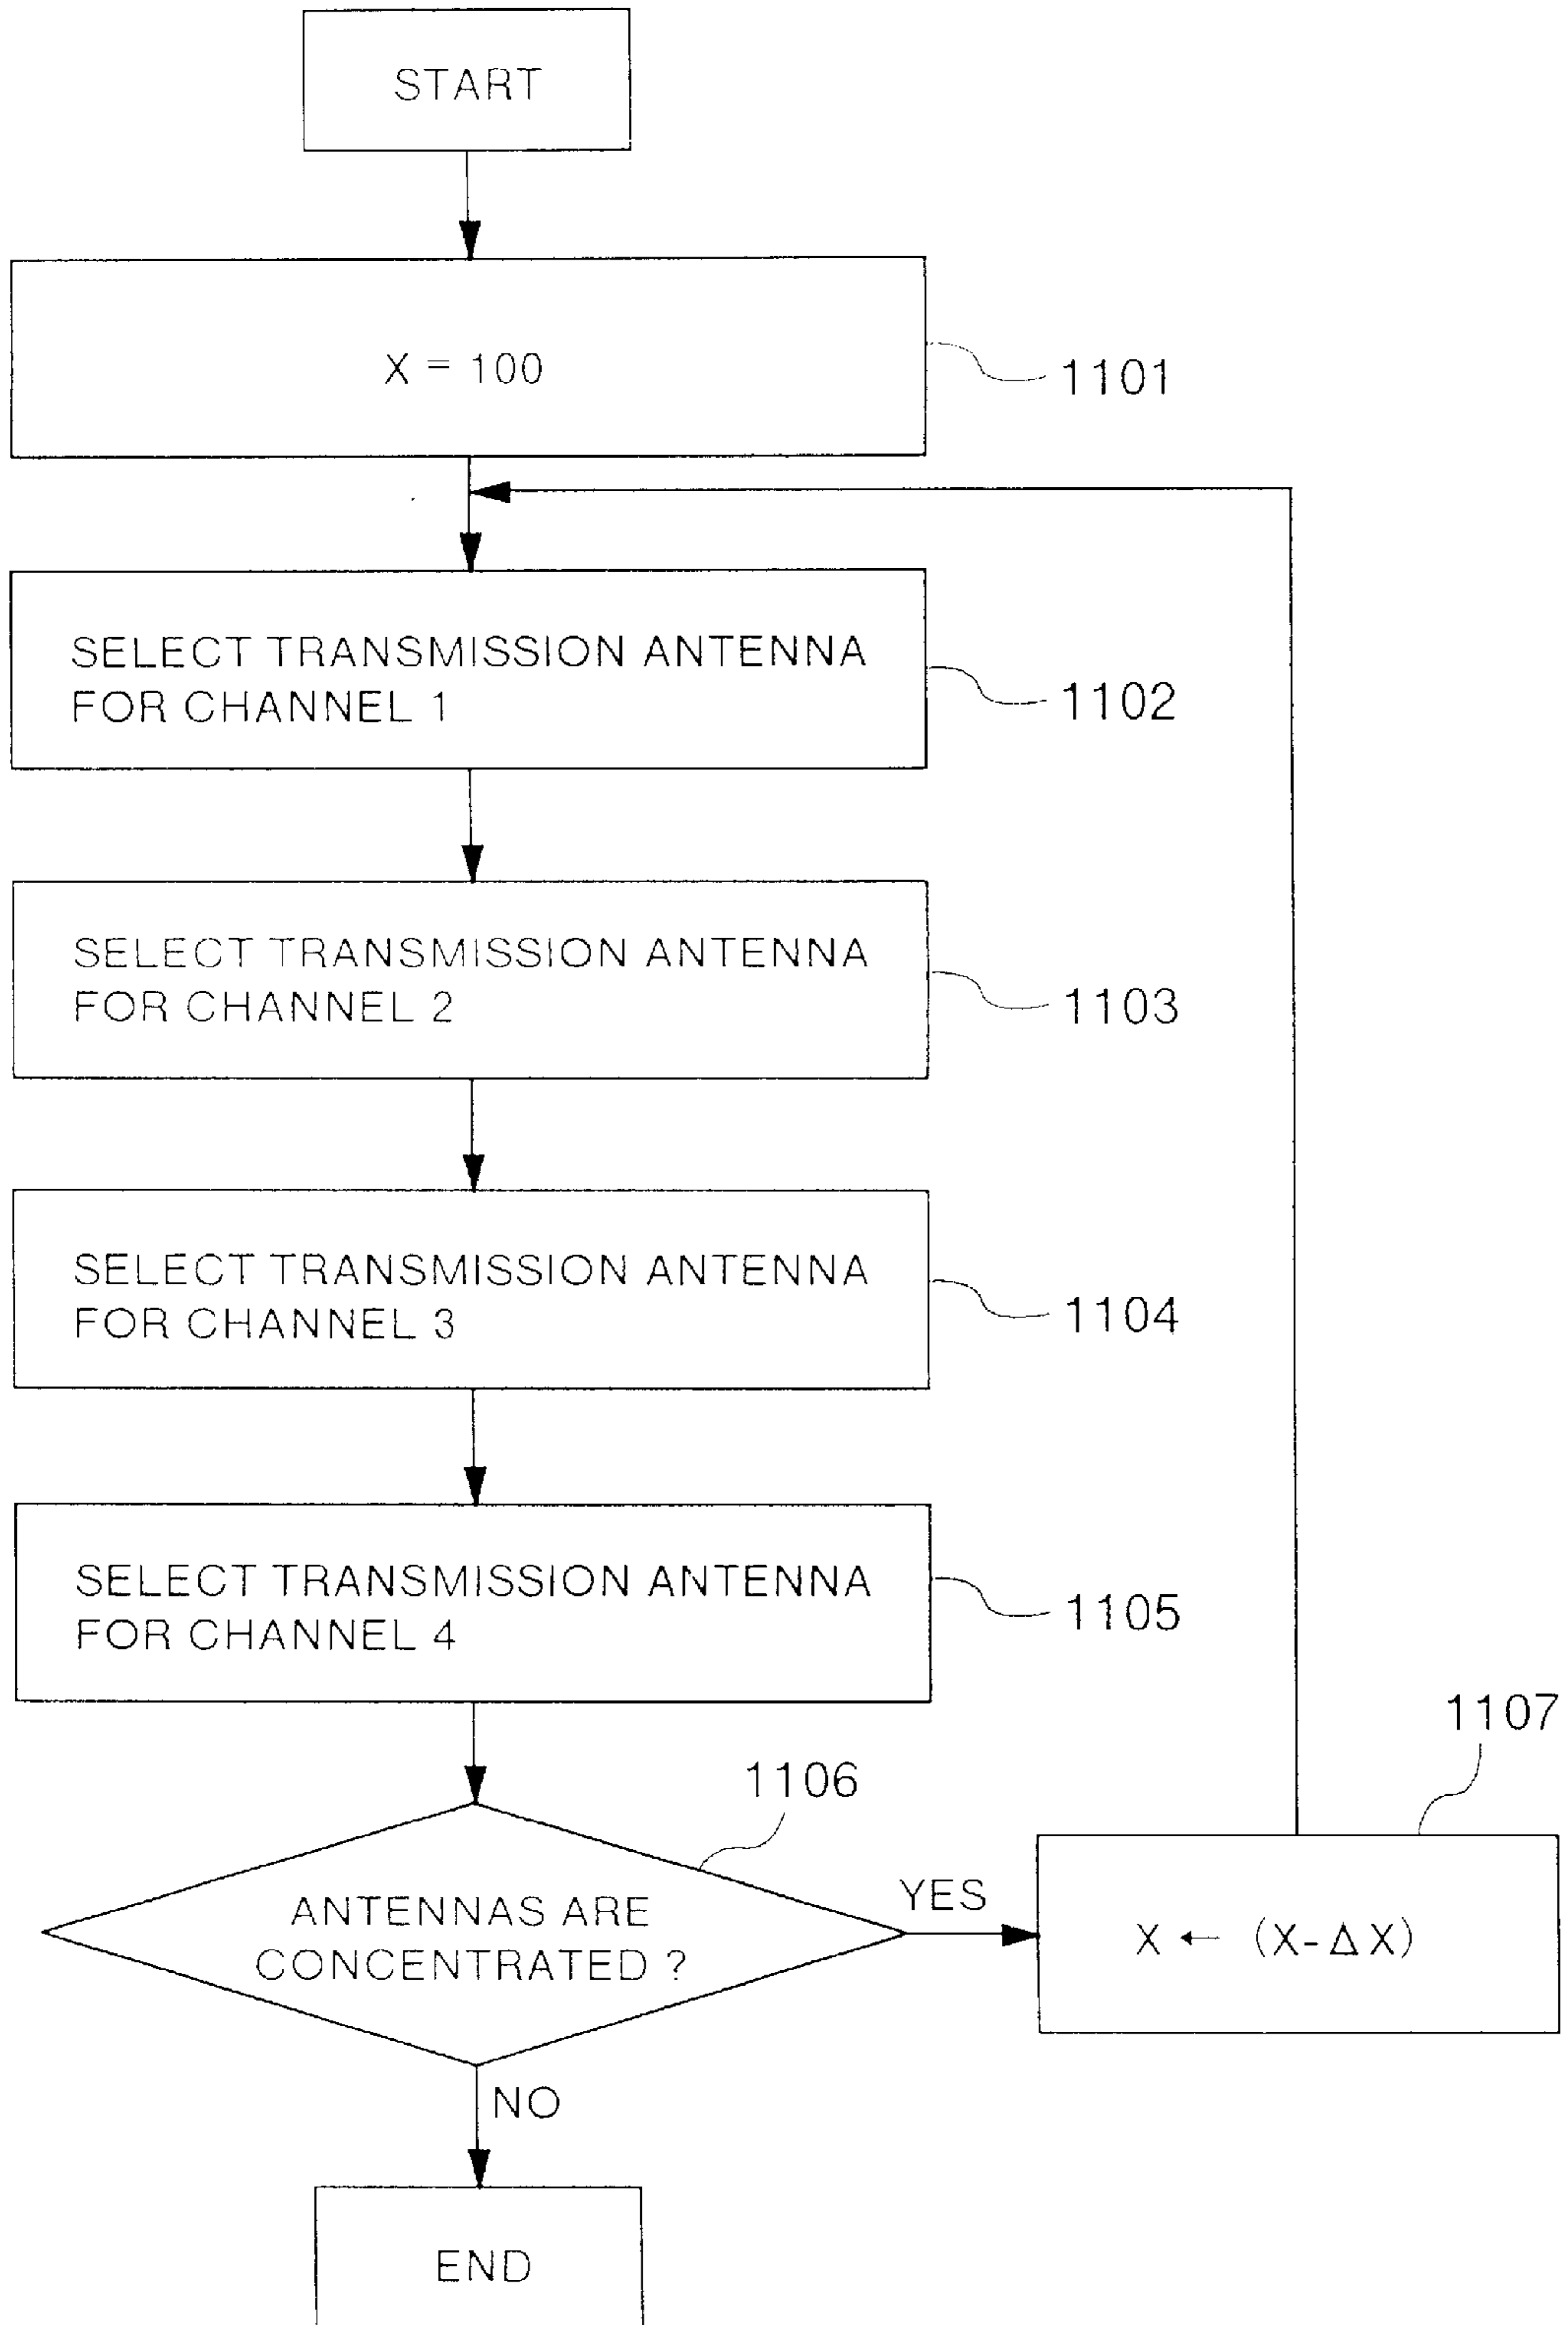 START
X = 100
1101
SELECT TRANSMISSION ANTENNA
FOR CHANNEL 1
1102
SELECT TRANSMISSION ANTENNA
FOR CHANNEL 2
1103
SELECT TRANSMISSION ANTENNA
FOR CHANNEL 3
1104
SELECT TRANSMISSION ANTENNA
FOR CHANNEL 4
1105
1106
ANTENNAS ARE
CONCENTRATED ?
YES
1107
X ← (X-ΔX)
NO
END